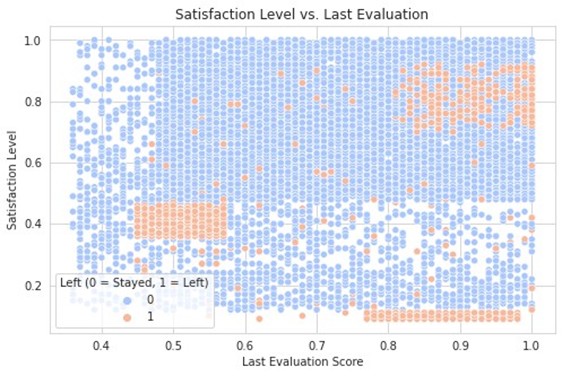 Satisfaction Level vs. Last Evaluation
1.0
0.8
0.6
0.4
0.2
Satisfaction Level
Left (0 = Stayed, 1 = Left)
0
1
0.4 0.5 0.6 0.7 0.8 0.9 1.0
Last Evaluation Score